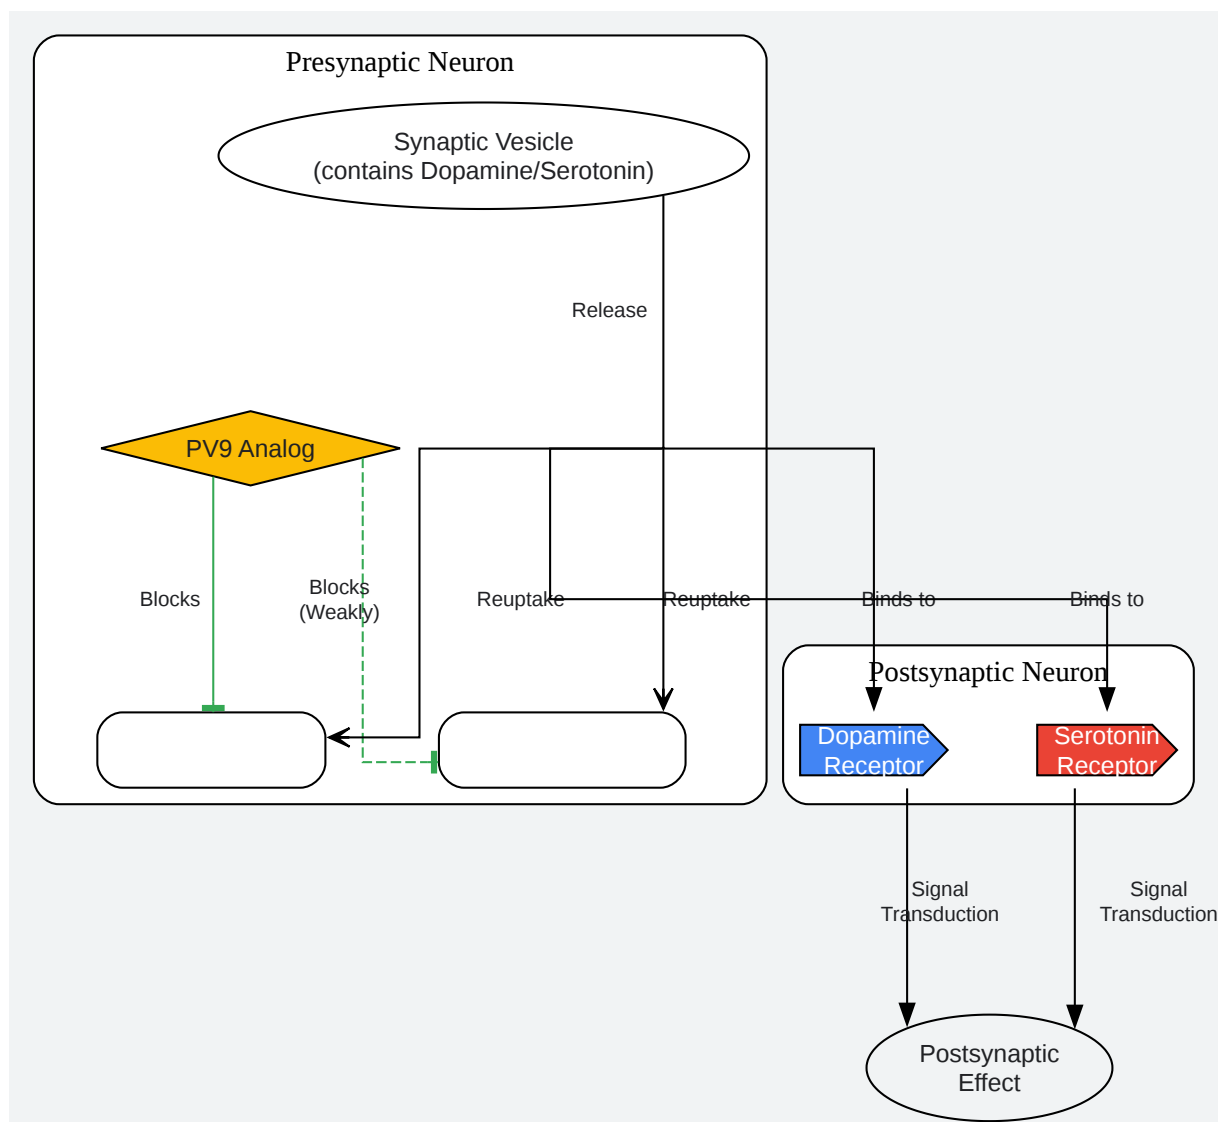 Presynaptic Neuron
Synaptic Vesicle
(contains Dopamine/Serotonin)
Release
PV9 Analog
Blocks
Blocks
(Weakly)
Reuptake
Reuptake
Binds to
Binds to
Postsynaptic Neuron
Dopamine
Receptor
Serotonin
Receptor
Signal
Transduction
Signal
Transduction
Postsynaptic
Effect